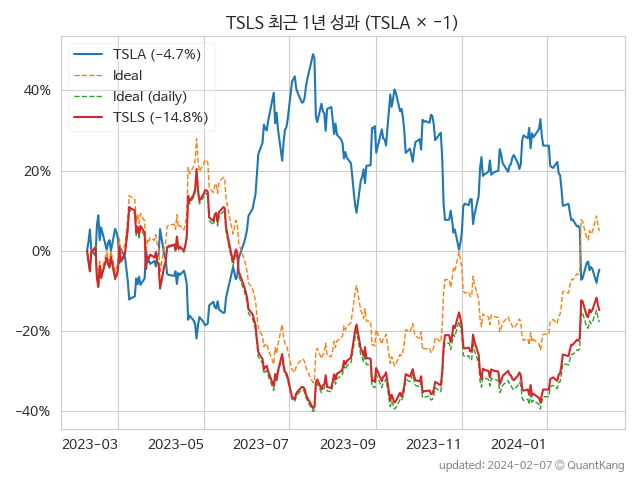 TSLS 최근 1년 성과 (TSLA × −1)
TSLA (−4.7%)
Ideal
Ideal (daily)
TSLS (−14.8%)
40%
20%
0%
−20%
−40%
2023−03
2023−05
2023−07
2023−09
2023−11
2024−01
updated: 2024-02-07 © QuantKang